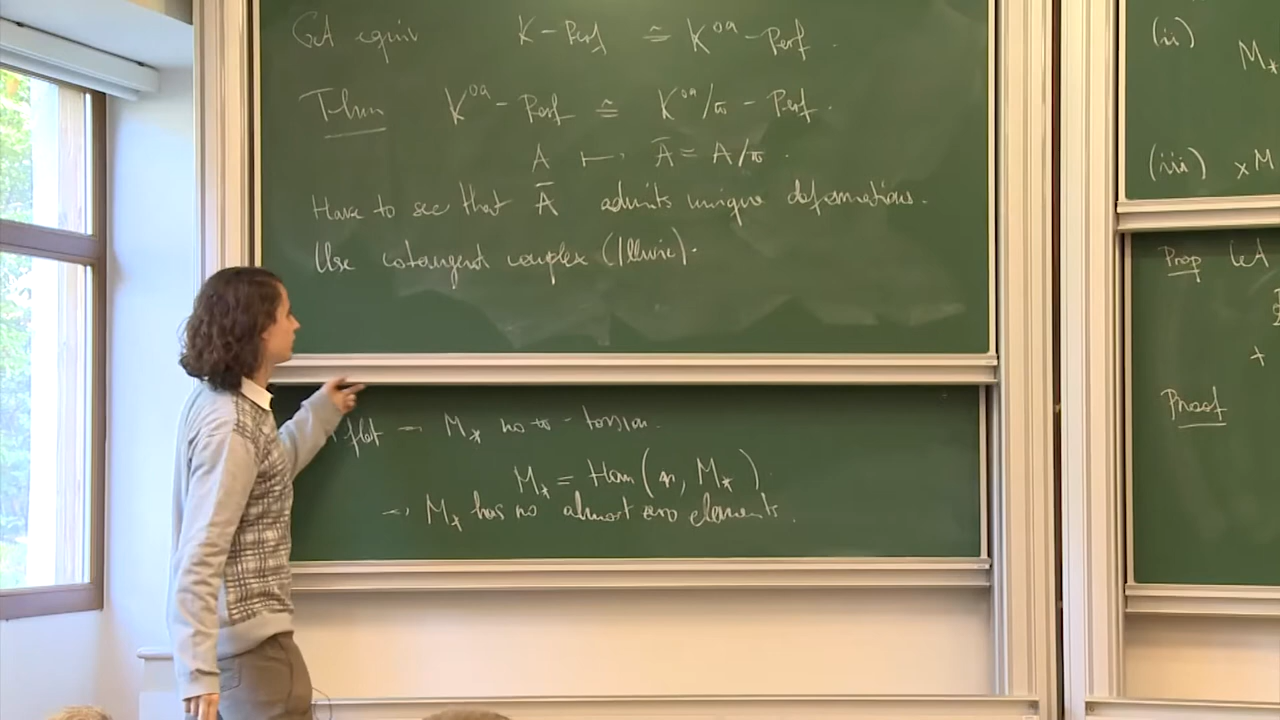 Get equiv K-Perf ≅ K^{oa}-Perf.
Thm K^{oa}-Perf ≅ K^{oa}/ϖ-Perf.
A ↦ Ā = A/ϖ.
Have to see that Ā admits unique deformations.
Use cotangent complex (Illusie).
flat → M_* no ϖ-torsion.
M_* = Hom(m, M_*)
→ M_* has no almost zero elements.
(ii)
M_*
(iii) x M
Prop Let
+
Proof